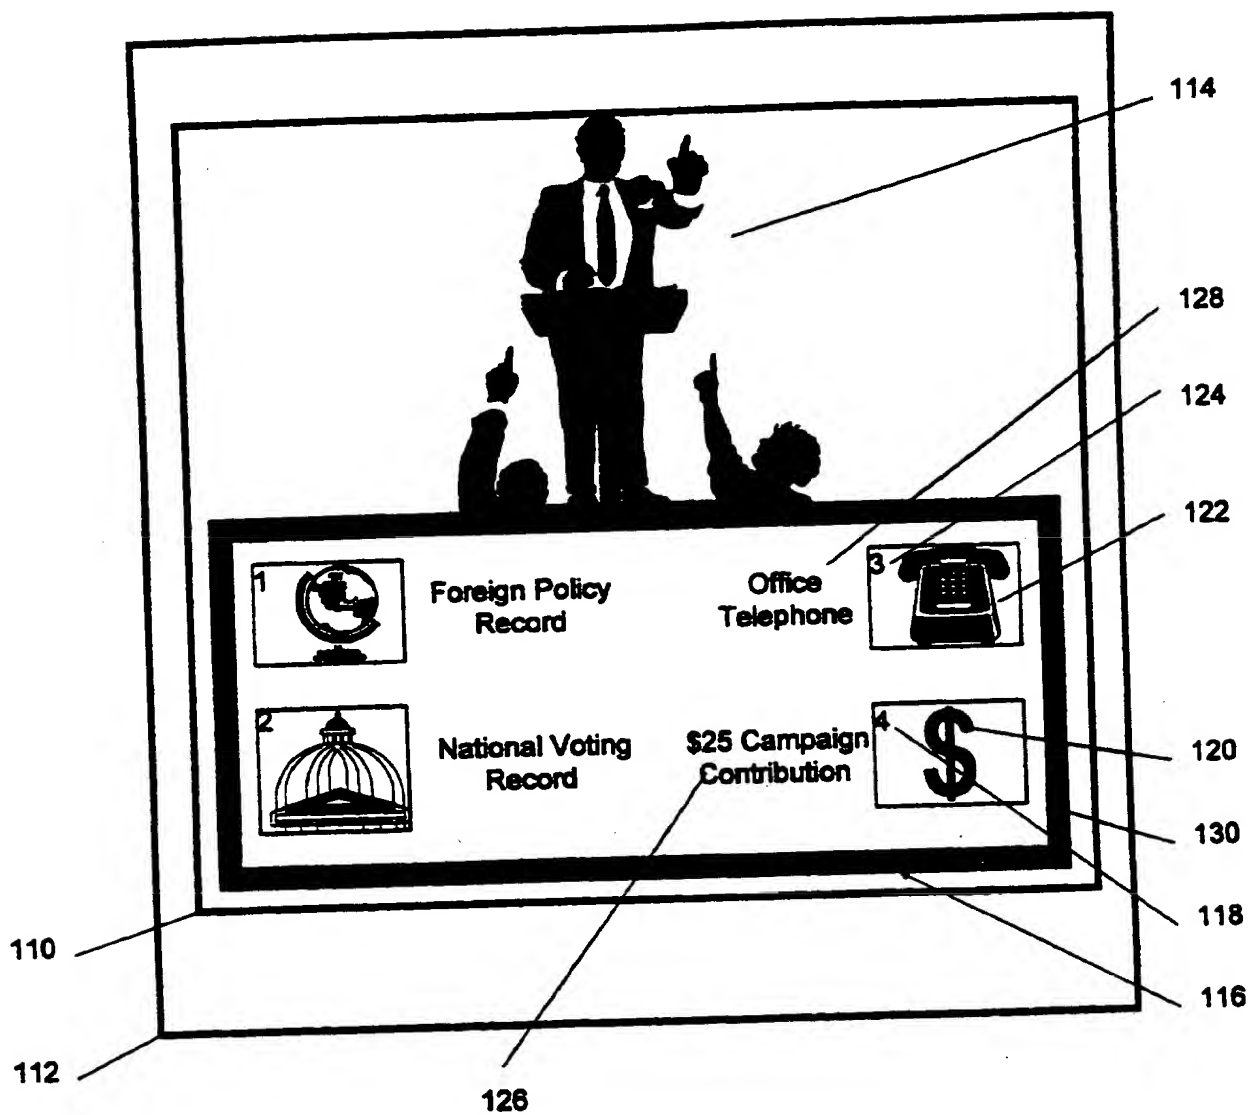 114
128
124
122
1
Foreign Policy
Record
Office
Telephone
3
2
National Voting
Record
$25 Campaign
Contribution
4
$
120
130
118
116
110
112
126